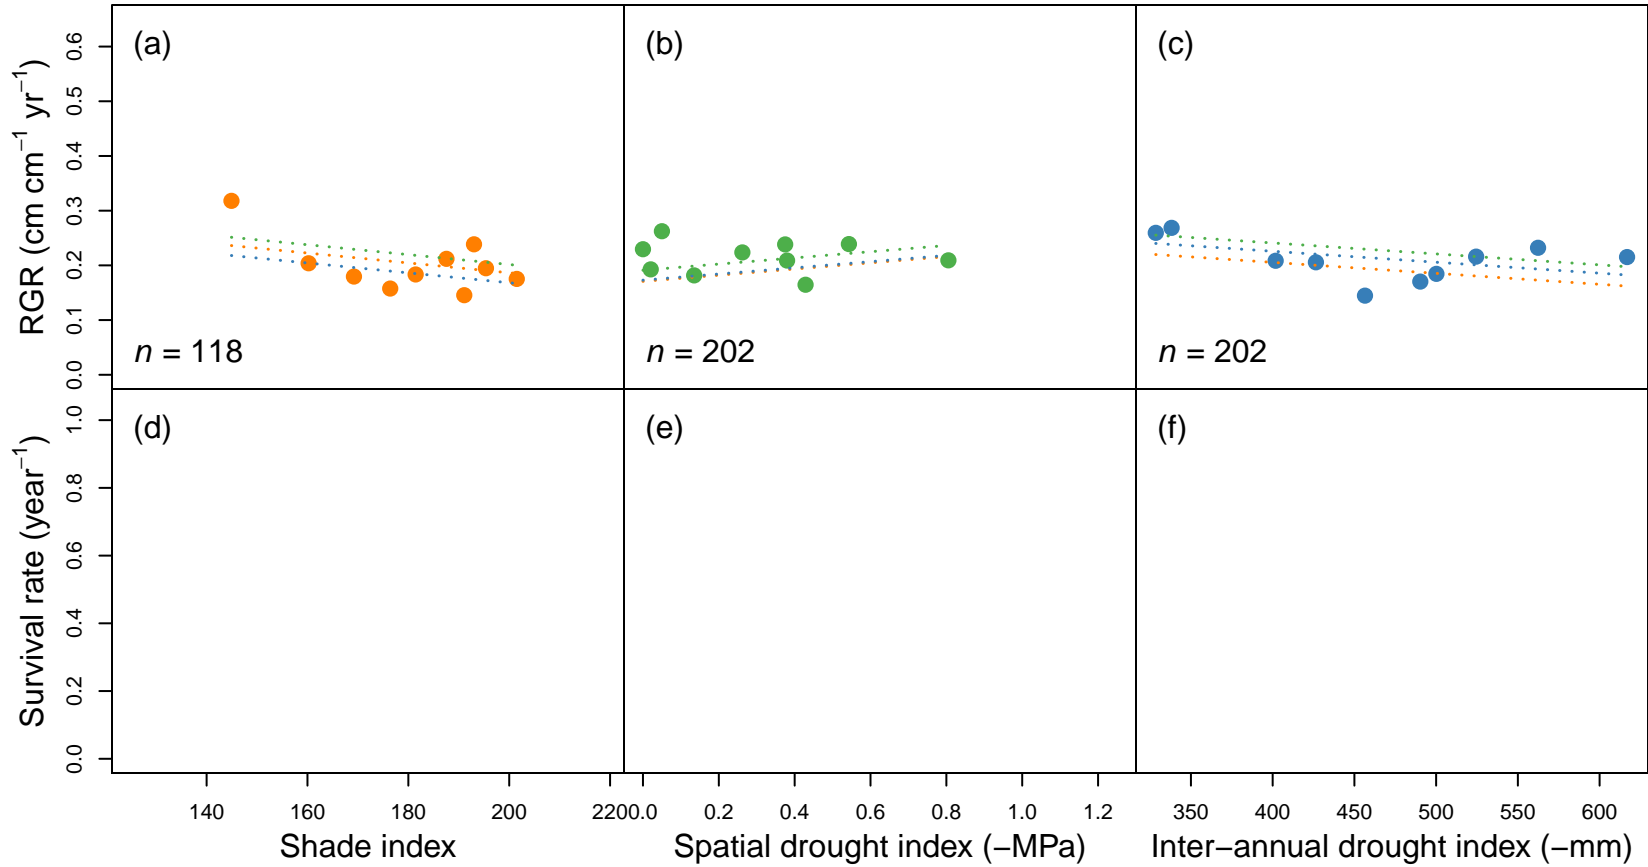 (a)
(b)
(c)
RGR (cm cm⁻¹ yr⁻¹)
0.6
0.5
0.4
0.3
0.2
0.1
0.0
n = 118
n = 202
n = 202
(d)
(e)
(f)
Survival rate (year⁻¹)
1.0
0.8
0.6
0.4
0.2
0.0
140 160 180 200 220
0.0 0.2 0.4 0.6 0.8 1.0 1.2
350 400 450 500 550 600
Shade index
Spatial drought index (−MPa)
Inter−annual drought index (−mm)